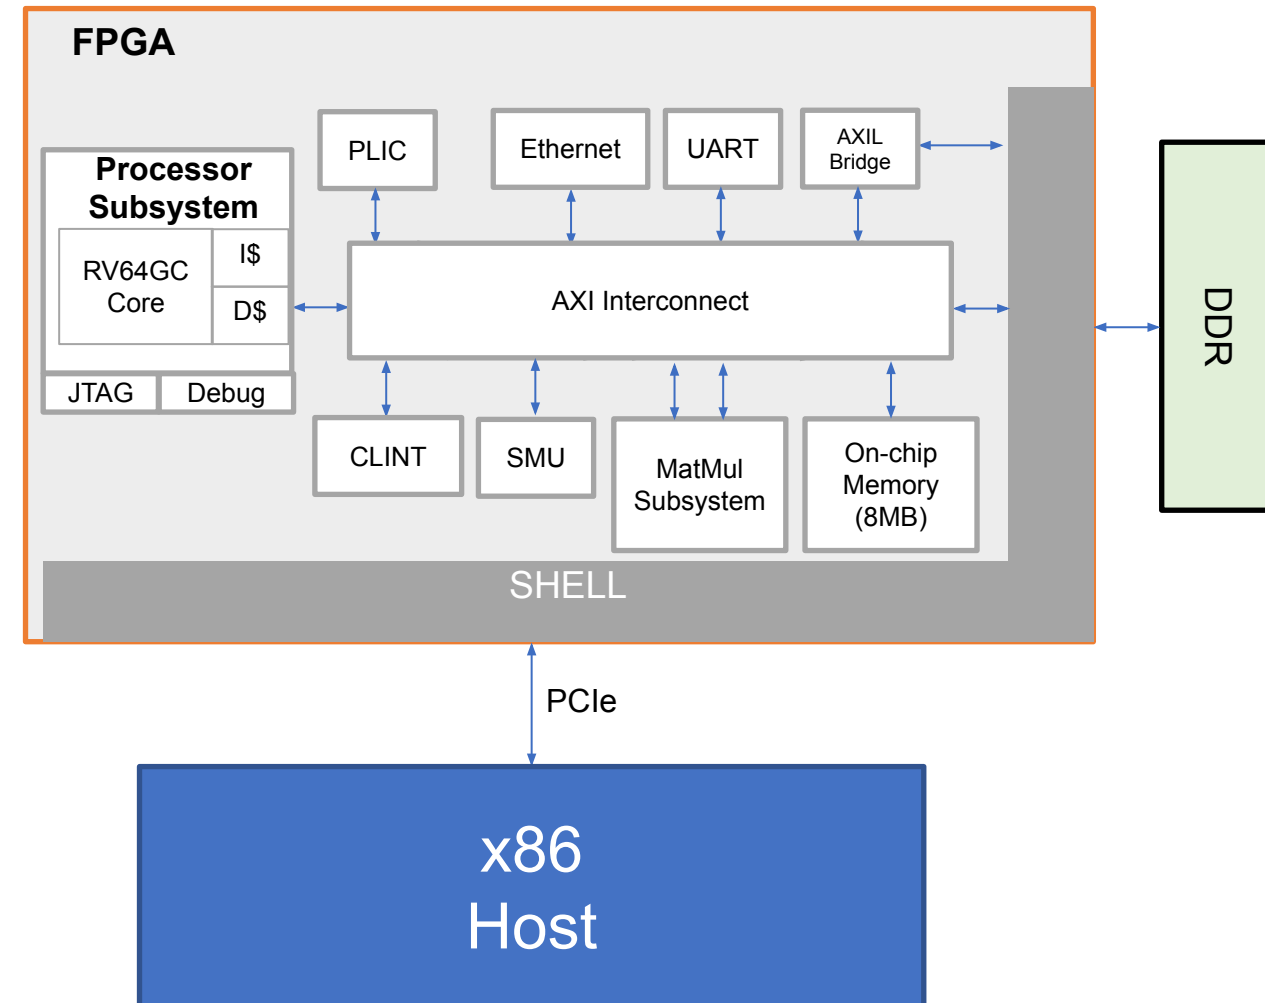 FPGA
Processor
Subsystem
RV64GC
Core
I$
D$
JTAG
Debug
PLIC
Ethernet
UART
AXIL
Bridge
AXI Interconnect
CLINT
SMU
MatMul
Subsystem
On-chip
Memory
(8MB)
SHELL
DDR
PCIe
x86
Host